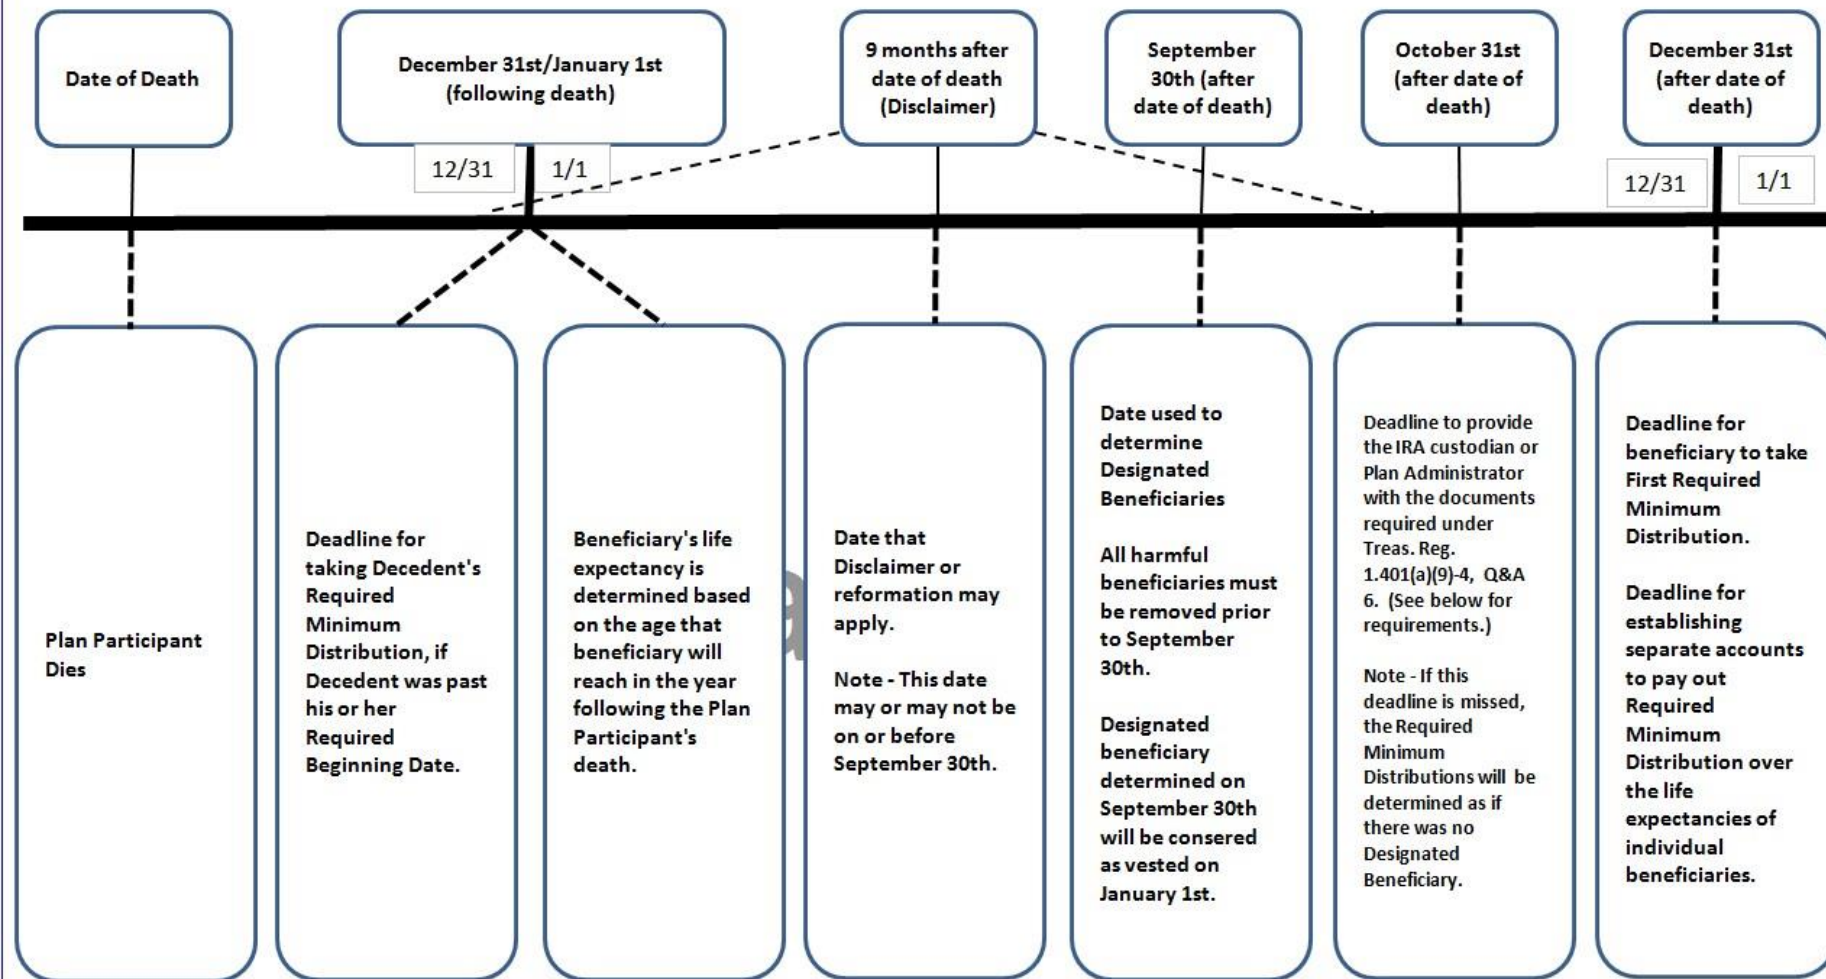 Date of Death
December 31st/January 1st
(following death)
9 months after
date of death
(Disclaimer)
September
30th (after
date of death)
October 31st
(after date of
death)
December 31st
(after date of
death)
12/31
1/1
12/31
1/1
Plan Participant
Dies
Deadline for
taking Decedent's
Required
Minimum
Distribution, if
Decedent was past
his or her
Required
Beginning Date.
Beneficiary's life
expectancy is
determined based
on the age that
beneficiary will
reach in the year
following the Plan
Participant's
death.
Date that
Disclaimer or
reformation may
apply.
Note - This date
may or may not be
on or before
September 30th.
Date used to
determine
Designated
Beneficiaries
All harmful
beneficiaries must
be removed prior
to September
30th.
Designated
beneficiary
determined on
September 30th
will be consered
as vested on
January 1st.
Deadline to provide
the IRA custodian or
Plan Administrator
with the documents
required under
Treas. Reg.
1.401(a)(9)-4, Q&A
6. (See below for
requirements.)
Note - If this
deadline is missed,
the Required
Minimum
Distributions will be
determined as if
there was no
Designated
Beneficiary.
Deadline for
beneficiary to take
First Required
Minimum
Distribution.
Deadline for
establishing
separate accounts
to pay out
Required
Minimum
Distribution over
the life
expectancies of
individual
beneficiaries.